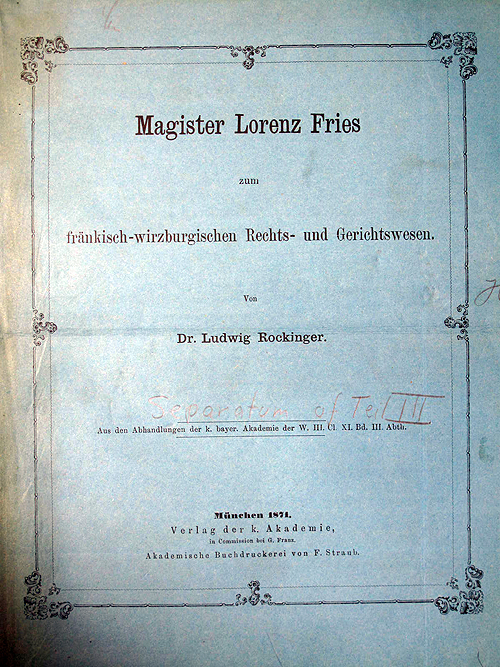 Magister Lorenz Fries
zum
fränkisch-wirzburgischen Rechts- und Gerichtswesen.
Von
Dr. Ludwig Rockinger.
Separatum of Teil III
Aus den Abhandlungen der k. bayer. Akademie der W. III. Cl. XI. Bd. III. Abth.
München 1871.
Verlag der k. Akademie,
in Commission bei G. Franz.
Akademische Buchdruckerei von F. Straub.